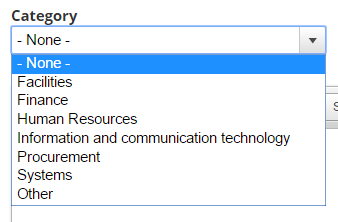 Category
- None -
- None -
Facilities
Finance
Human Resources
Information and communication technology
Procurement
Systems
Other